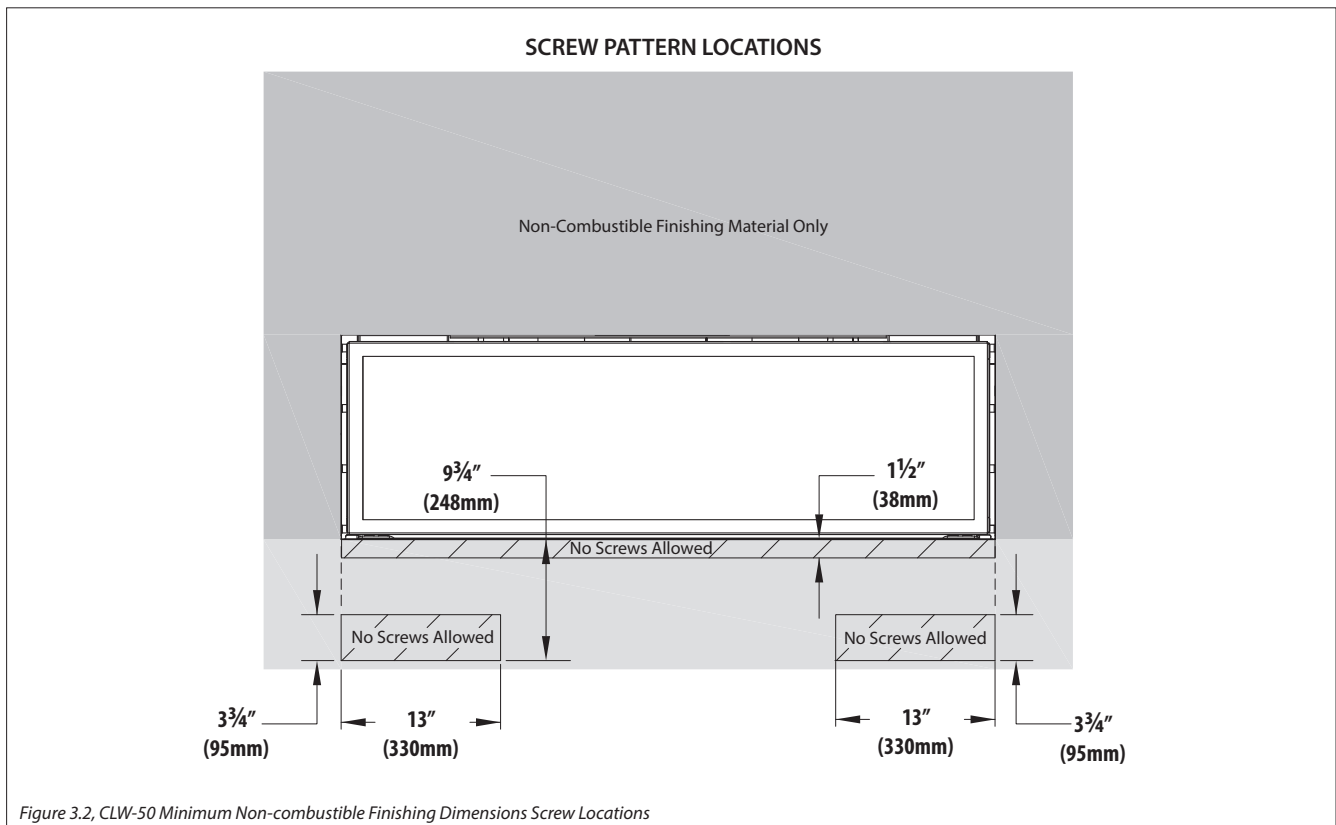 SCREW PATTERN LOCATIONS
Non-Combustible Finishing Material Only
9¾"
(248mm)
1½"
(38mm)
No Screws Allowed
No Screws Allowed
No Screws Allowed
3¾"
(95mm)
13"
(330mm)
13"
(330mm)
3¾"
(95mm)
Figure 3.2, CLW-50 Minimum Non-combustible Finishing Dimensions Screw Locations